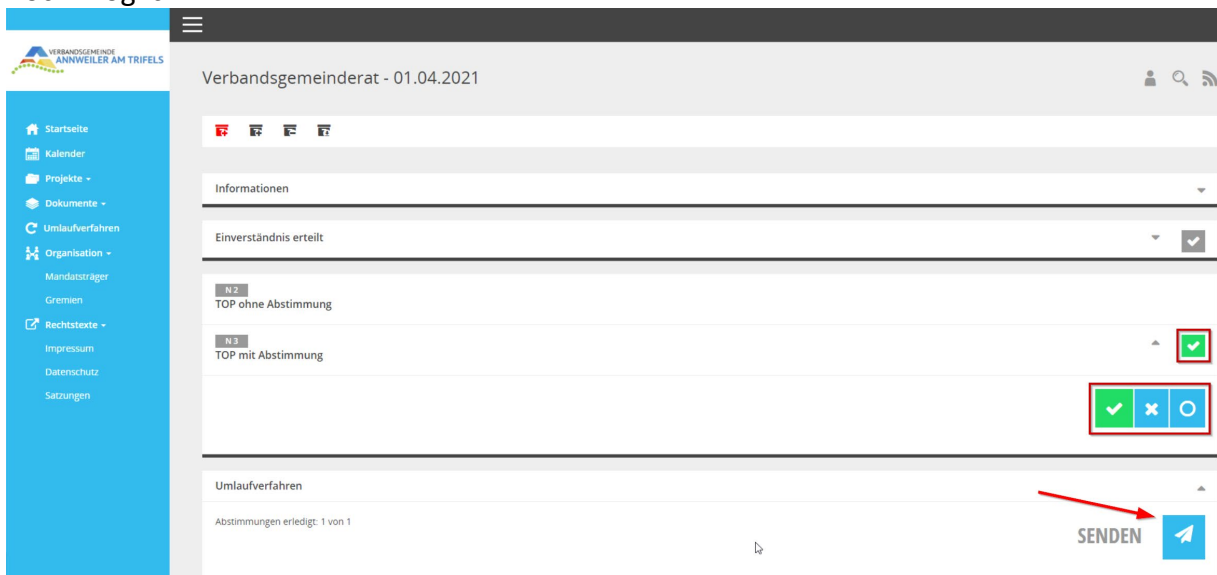 VERBANDSGEMEINDE
ANNWEILER AM TRIFELS
Verbandsgemeinderat - 01.04.2021
Startseite
Kalender
Projekte
Dokumente
Umlaufverfahren
Organisation
Mandatsträger
Gremien
Rechtstexte
Impressum
Datenschutz
Satzungen
Informationen
Einverständnis erteilt
N 2
TOP ohne Abstimmung
N 3
TOP mit Abstimmung
Umlaufverfahren
Abstimmungen erledigt: 1 von 1
SENDEN